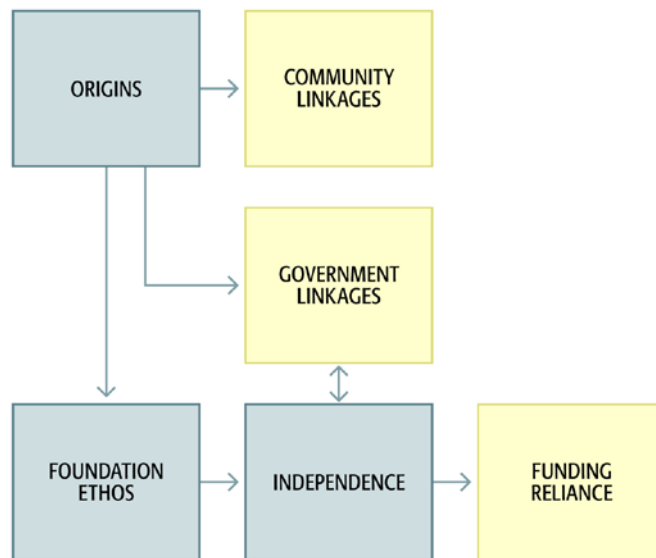 ORIGINS
COMMUNITY
LINKAGES
GOVERNMENT
LINKAGES
FOUNDATION
ETHOS
INDEPENDENCE
FUNDING
RELIANCE